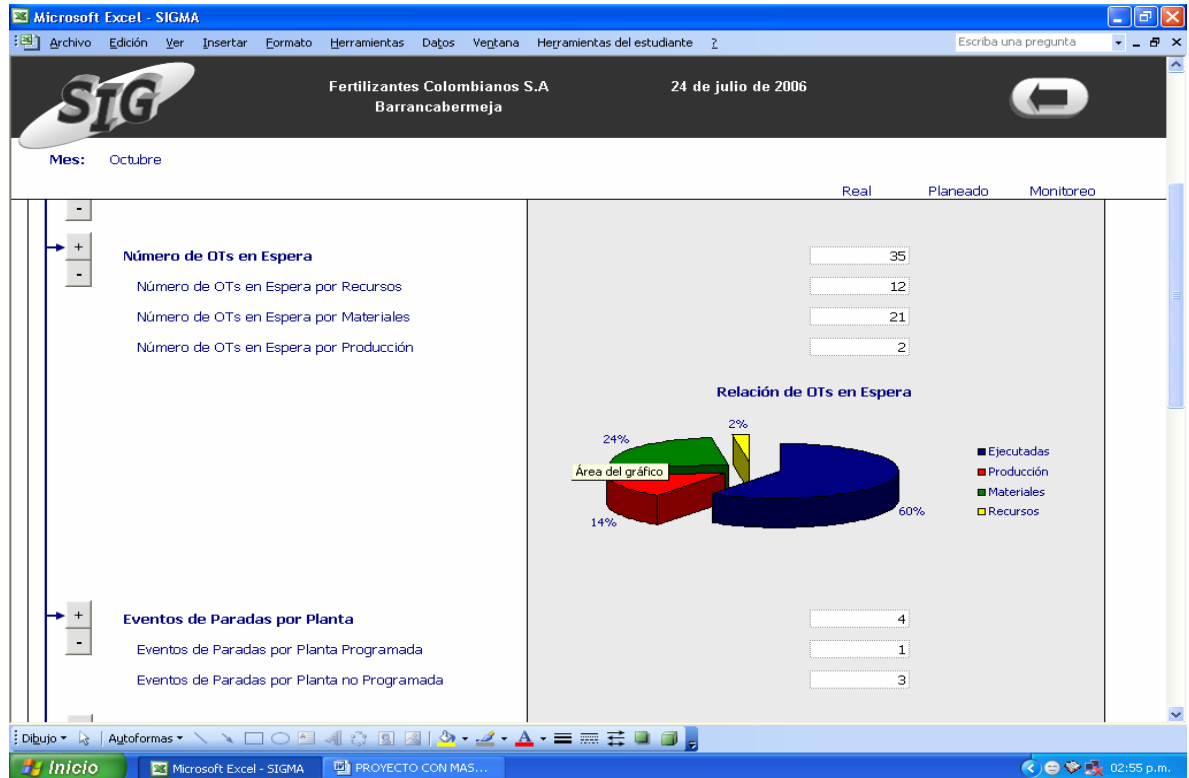 Microsoft Excel - SIGMA
Archivo Edición Ver Insertar Formato Herramientas Datos Ventana Herramientas del estudiante ? Escriba una pregunta
SIG
Fertilizantes Colombianos S.A 24 de julio de 2006
Barrancabermeja
Mes: Octubre
Real Planeado Monitoreo
-
+
Número de OTs en Espera 35
-
Número de OTs en Espera por Recursos 12
Número de OTs en Espera por Materiales 21
Número de OTs en Espera por Producción 2
Relación de OTs en Espera
2%
24%
Área del gráfico
14%
60%
Ejecutadas
Producción
Materiales
Recursos
+
Eventos de Paradas por Planta 4
-
Eventos de Paradas por Planta Programada 1
Eventos de Paradas por Planta no Programada 3
Dibujo Autoformas
Inicio Microsoft Excel - SIGMA PROYECTO CON MAS... 02:55 p.m.